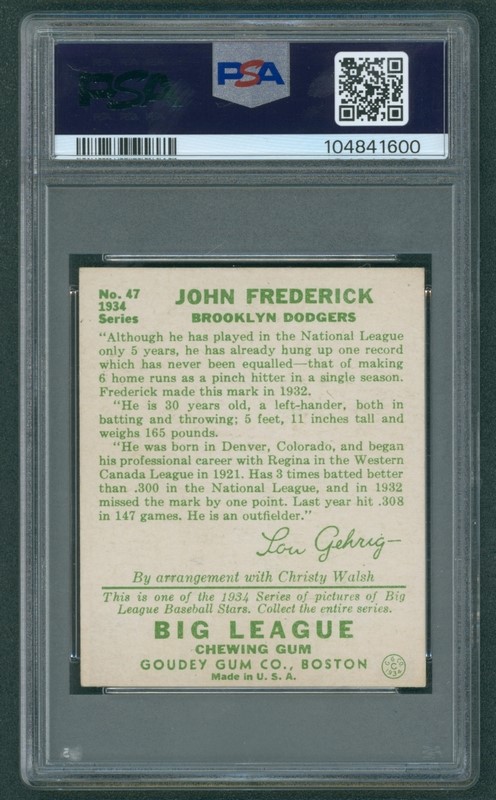 PSA
PSA
104841600
No. 47
1934
Series
JOHN FREDERICK
BROOKLYN DODGERS
"Although he has played in the National League
only 5 years, he has already hung up one record
which has never been equalled—that of making
6 home runs as a pinch hitter in a single season.
Frederick made this mark in 1932.
"He is 30 years old, a left-hander, both in
batting and throwing; 5 feet, 11 inches tall and
weighs 165 pounds.
"He was born in Denver, Colorado, and began
his professional career with Regina in the Western
Canada League in 1921. Has 3 times batted better
than .300 in the National League, and in 1932
missed the mark by one point. Last year hit .308
in 147 games. He is an outfielder."
Lou Gehrig
By arrangement with Christy Walsh
This is one of the 1934 Series of pictures of Big
League Baseball Stars. Collect the entire series.
BIG LEAGUE
CHEWING GUM
GOUDEY GUM CO., BOSTON
Made in U. S. A.